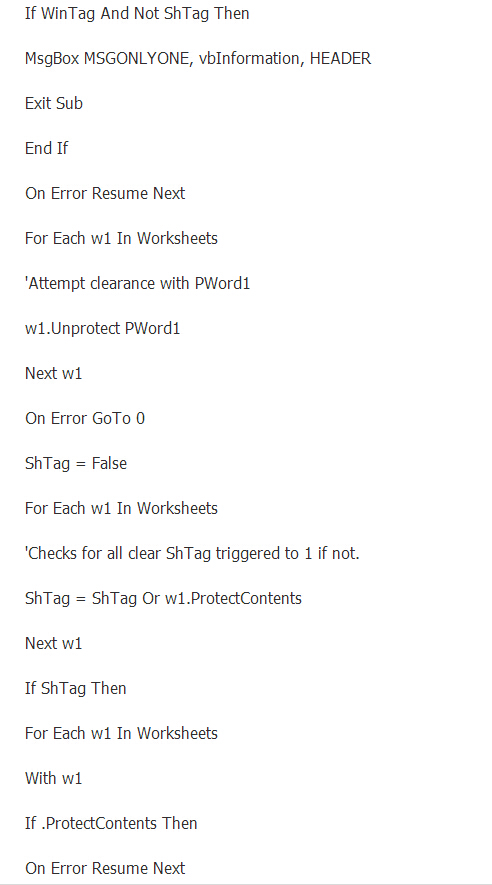 If WinTag And Not ShTag Then
MsgBox MSGONLYONE, vbInformation, HEADER
Exit Sub
End If
On Error Resume Next
For Each w1 In Worksheets
'Attempt clearance with PWord1
w1.Unprotect PWord1
Next w1
On Error GoTo 0
ShTag = False
For Each w1 In Worksheets
'Checks for all clear ShTag triggered to 1 if not.
ShTag = ShTag Or w1.ProtectContents
Next w1
If ShTag Then
For Each w1 In Worksheets
With w1
If .ProtectContents Then
On Error Resume Next